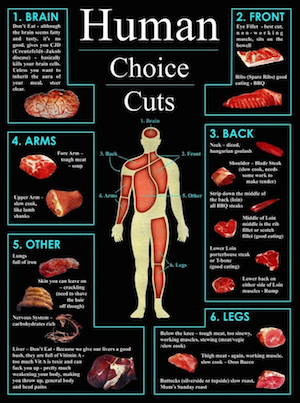 Human
Choice
Cuts
1. BRAIN
Don't Eat - although
the brain seems fatty
and tasty, it's no
good, gives you CJD
(Creutzfeldt-Jakob
disease) - basically
kills your brain cells.
Unless you want to
inherit the aura of
your meal, steer
clear.
2. FRONT
Eye Fillet - best cut,
non-working
muscle, sits on the
bowell
Ribs (Spare Ribs) good
eating - BBQ
1. Brain
3. Back
2. Front
4. Arms
5. Other
6. Legs
3. BACK
Neck - diced,
hungarian goulash
Shoulder - Blade Steak
(slow cook, needs
some work to
make tender)
Strip down the middle
of the back (loin)
all BBQ steaks
Middle of Loin
is the rib
fillet or scotch
fillet (good eating)
Lower Loin
porterhouse steak
or T-bone
(good eating)
Lower back on
either side of Loin
muscles - Rump
4. ARMS
Fore Arm -
tough meat
- soup
Upper Arm -
slow cook,
like lamb
shanks
5. OTHER
Lungs
full of iron
Skin you can leave on
- crackling
(need to shave
the hair
off though)
Nervous System -
carbohydrates rich
Liver - Don't Eat - Because we give our livers a good
bash, they are full of Vitimin A -
too much Vit A is toxic and can
fuck you up - pretty much
weakening your body, making
you throw up, general body
and head pains
6. LEGS
Below the knee - tough meat, too sinewy,
working muscles, stewing (meat/vegie
/slow cook)
Thigh meat - again, working muscle,
slow cook - Osso Bucco
Buttocks (silverside or topside) slow roast,
Mum's Sunday roast